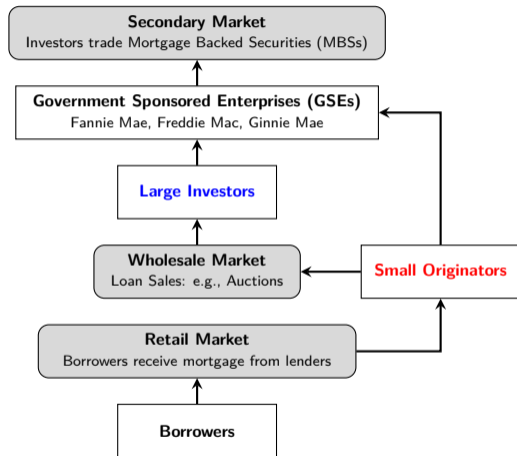 Secondary Market
Investors trade Mortgage Backed Securities (MBSs)
Government Sponsored Enterprises (GSEs)
Fannie Mae, Freddie Mac, Ginnie Mae
Large Investors
Wholesale Market
Loan Sales: e.g., Auctions
Small Originators
Retail Market
Borrowers receive mortgage from lenders
Borrowers